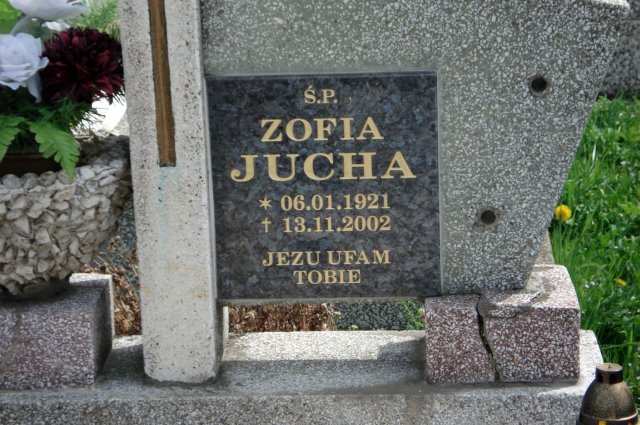 Ś.P.
ZOFIA
JUCHA
* 06.01.1921
† 13.11.2002
JEZU UFAM
TOBIE